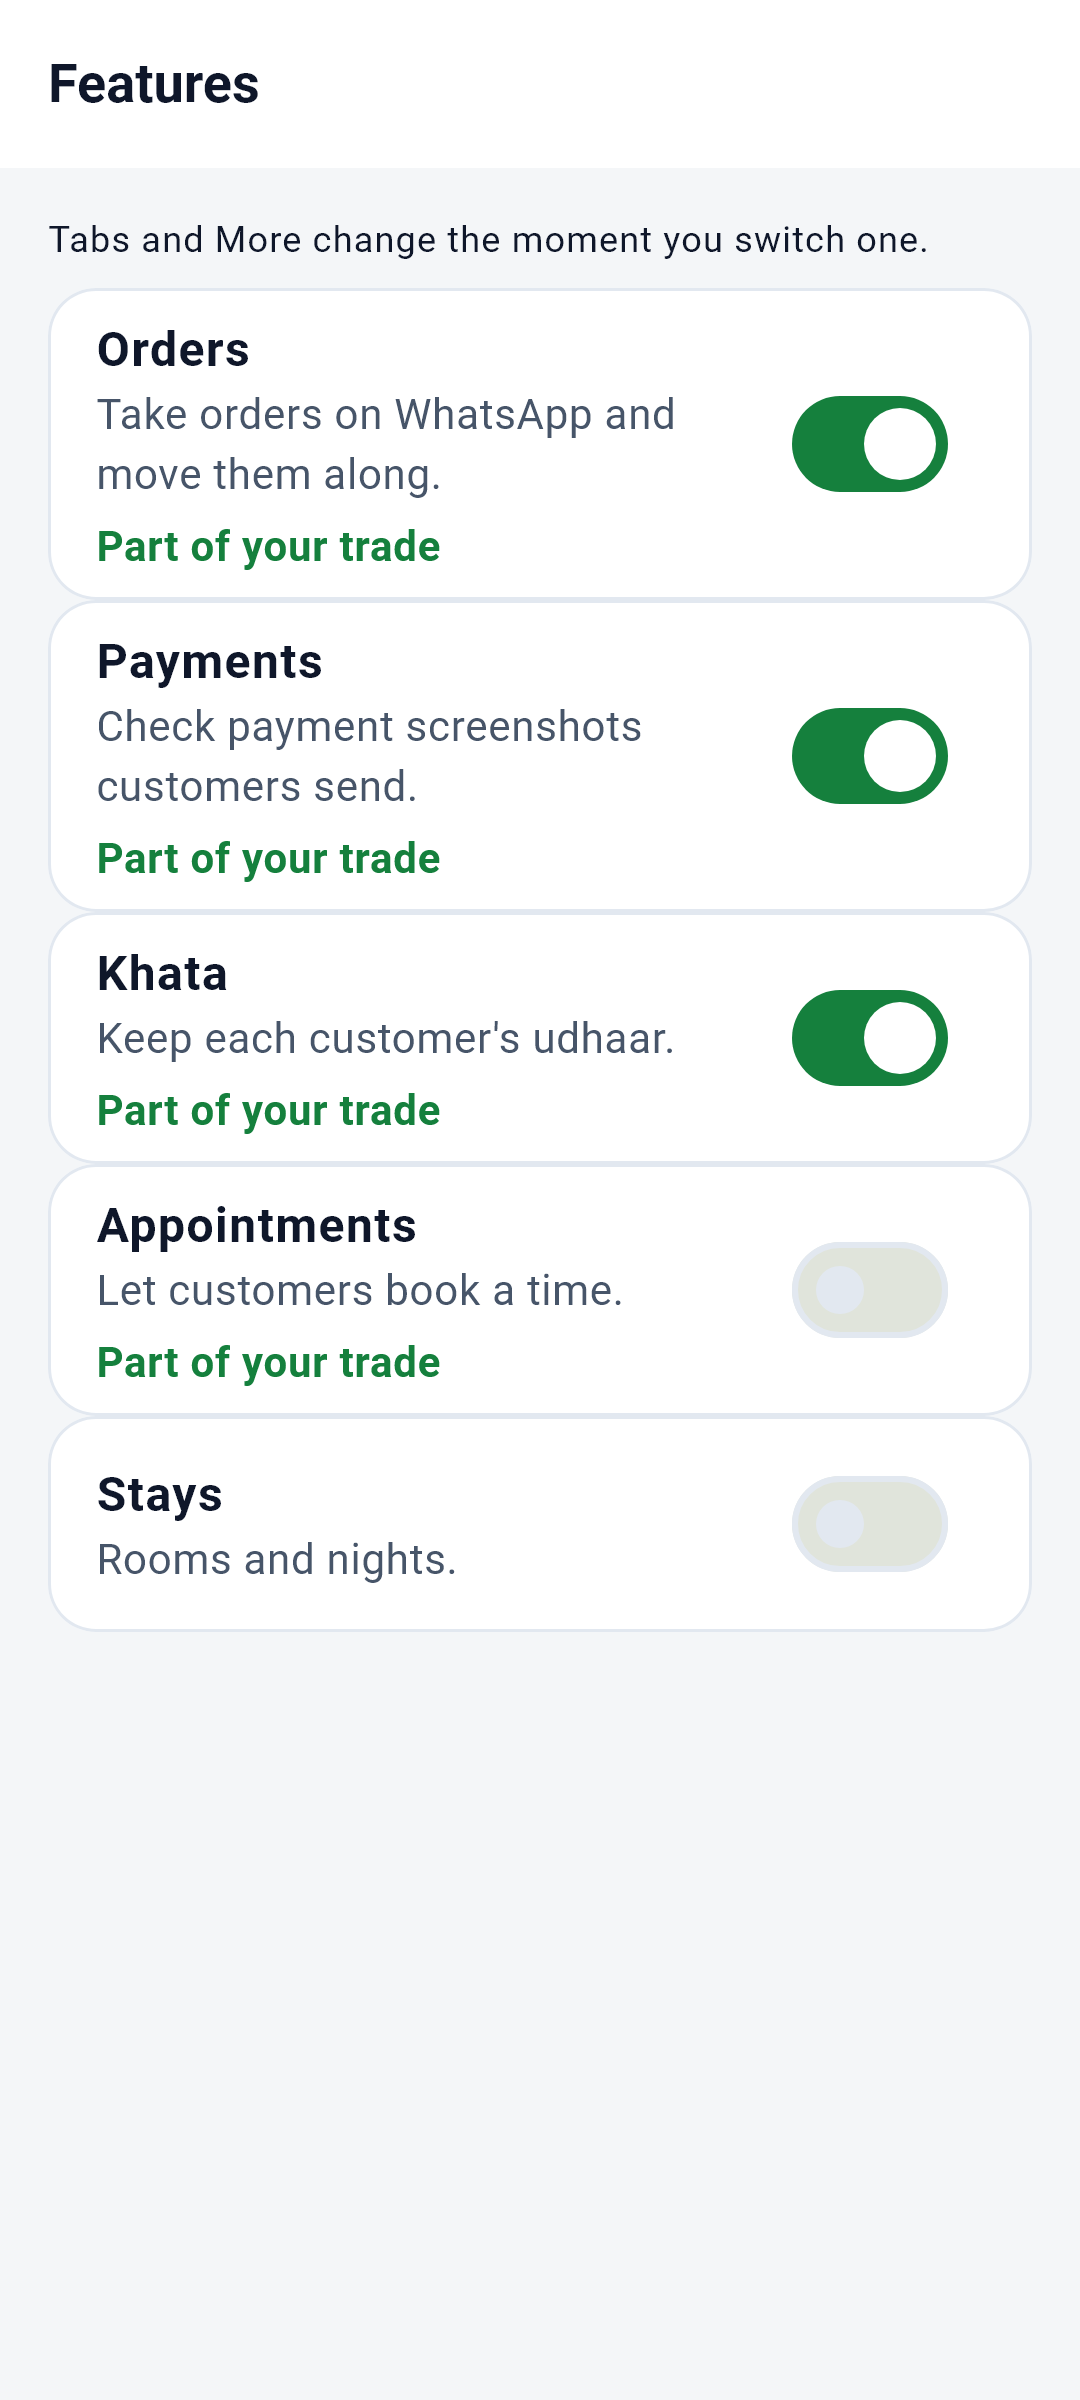 Features
Tabs and More change the moment you switch one.
Orders
Take orders on WhatsApp and
move them along.
Part of your trade
Payments
Check payment screenshots
customers send.
Part of your trade
Khata
Keep each customer's udhaar.
Part of your trade
Appointments
Let customers book a time.
Part of your trade
Stays
Rooms and nights.